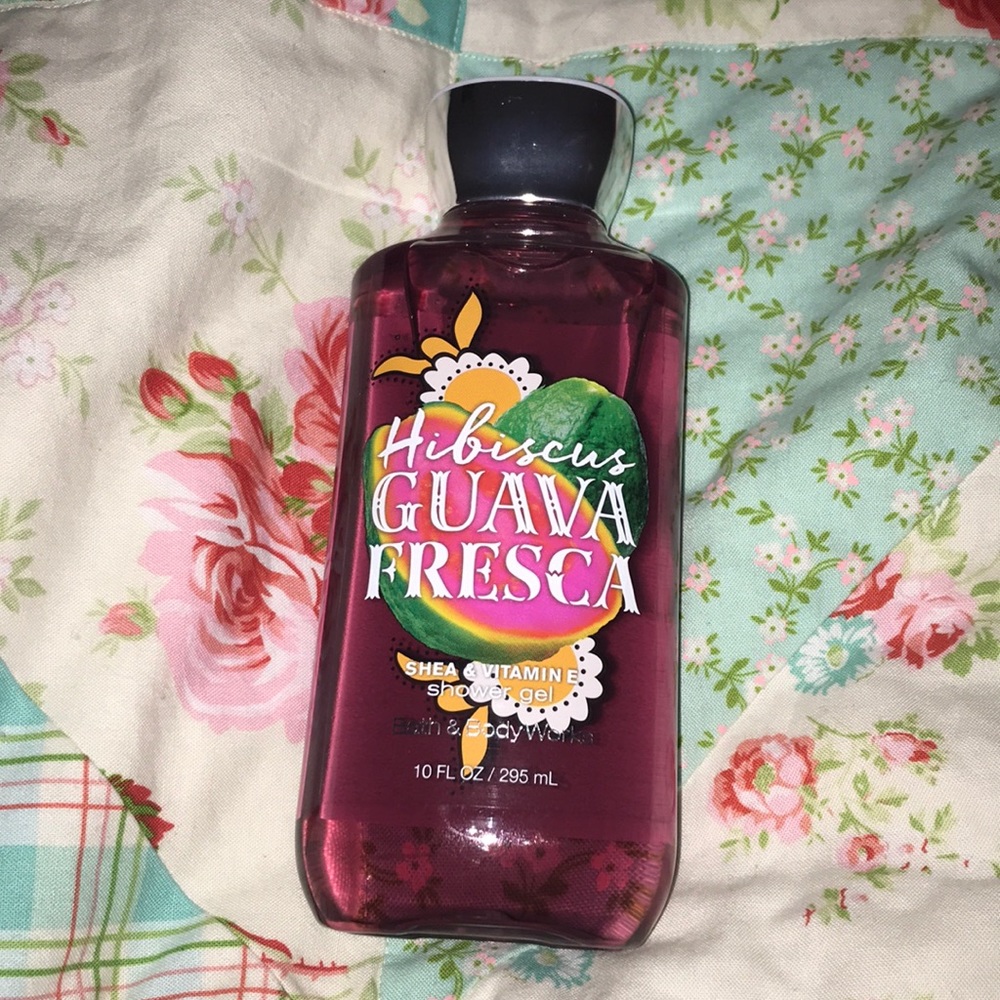 Hibiscus
GUAVA
FRESCA
SHEA & VITAMIN E
shower gel
Bath & Body Works
10 FL OZ / 295 mL